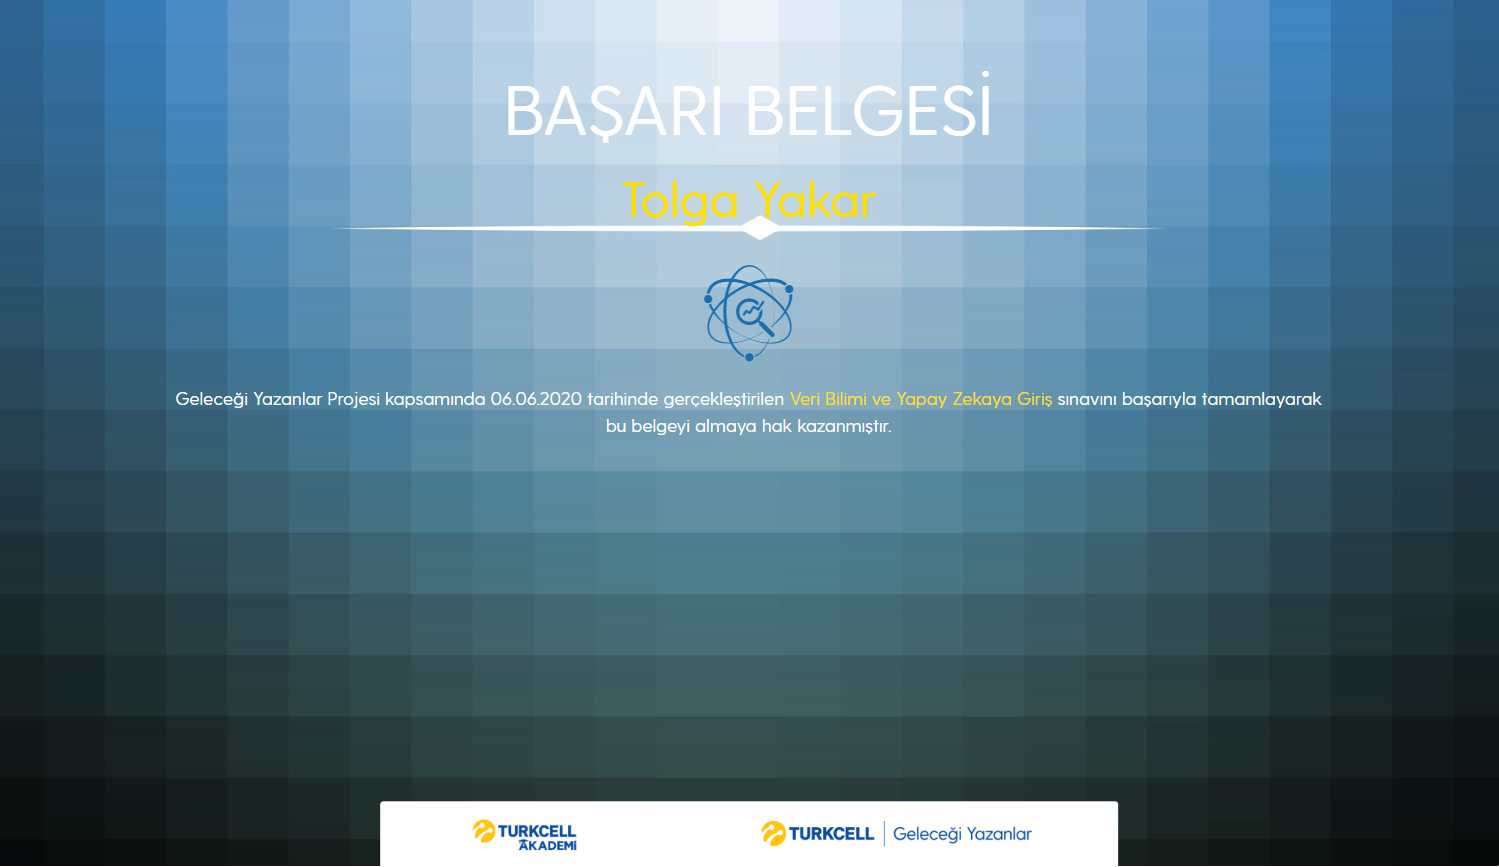 BAŞARI BELGESİ
Tolga Yakar
Geleceği Yazanlar Projesi kapsamında 06.06.2020 tarihinde gerçekleştirilen Veri Bilimi ve Yapay Zekaya Giriş sınavını başarıyla tamamlayarak
bu belgeyi almaya hak kazanmıştır.
TURKCELL
AKADEMİ
TURKCELL | Geleceği Yazanlar